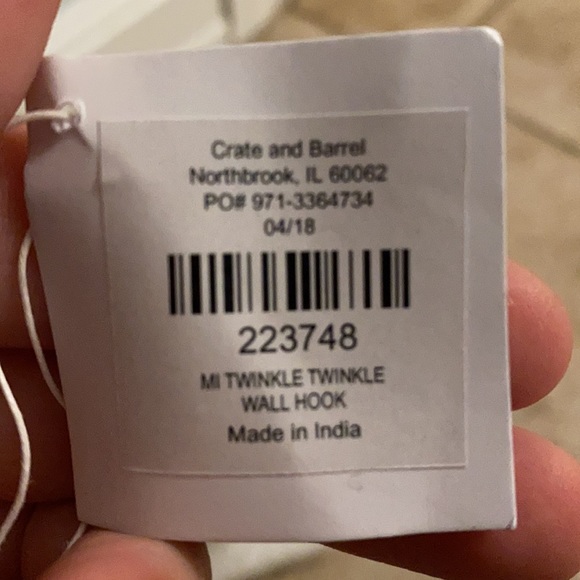 Crate and Barrel
Northbrook, IL 60062
PO# 971-3364734
04/18
223748
MI TWINKLE TWINKLE
WALL HOOK
Made in India